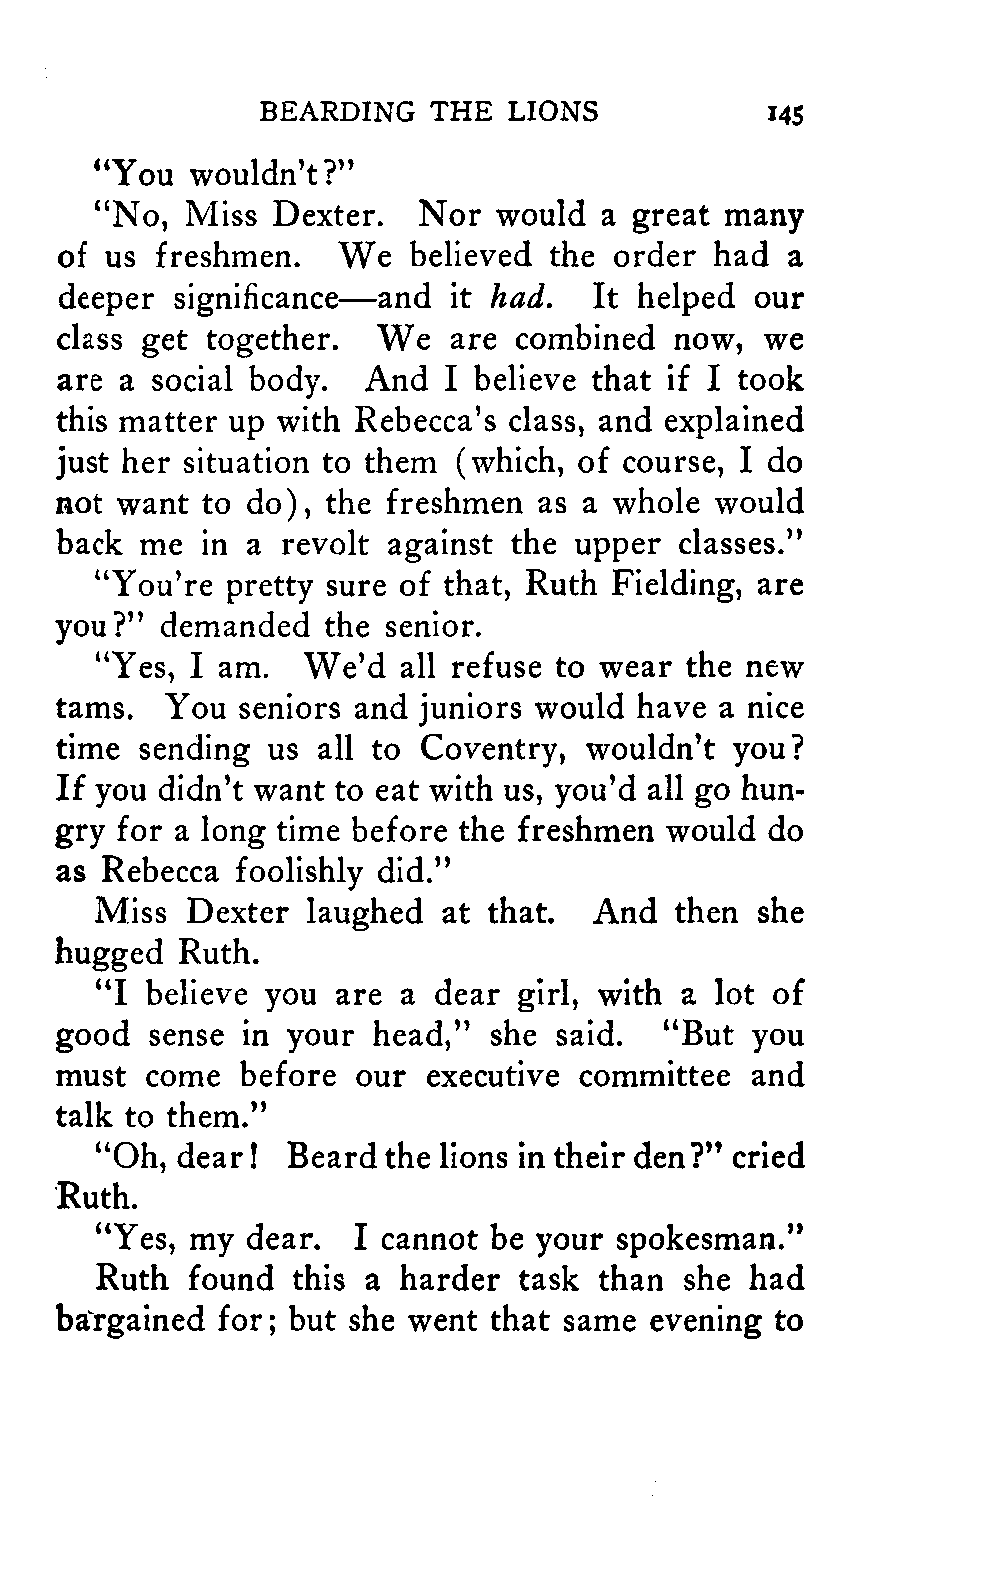 BEARDING THE LIONS 145
"You wouldn't?"
"No, Miss Dexter. Nor would a great many
of us freshmen. We believed the order had a
deeper significance—and it had. It helped our
class get together. We are combined now, we
are a social body. And I believe that if I took
this matter up with Rebecca's class, and explained
just her situation to them (which, of course, I do
not want to do), the freshmen as a whole would
back me in a revolt against the upper classes."
"You're pretty sure of that, Ruth Fielding, are
you?" demanded the senior.
"Yes, I am. We'd all refuse to wear the new
tams. You seniors and juniors would have a nice
time sending us all to Coventry, wouldn't you?
If you didn't want to eat with us, you'd all go hun-
gry for a long time before the freshmen would do
as Rebecca foolishly did."
Miss Dexter laughed at that. And then she
hugged Ruth.
"I believe you are a dear girl, with a lot of
good sense in your head," she said. "But you
must come before our executive committee and
talk to them."
"Oh, dear! Beard the lions in their den?" cried
Ruth.
"Yes, my dear. I cannot be your spokesman."
Ruth found this a harder task than she had
bargained for; but she went that same evening to